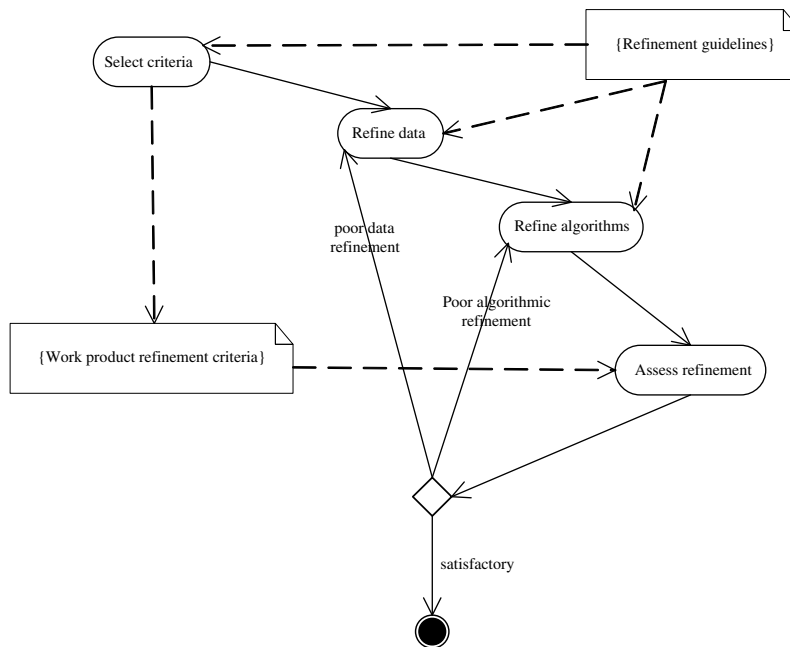 {Refinement guidelines}
Select criteria
Refine data
Refine algorithms
poor data
refinement
Poor algorithmic
refinement
{Work product refinement criteria}
Assess refinement
satisfactory